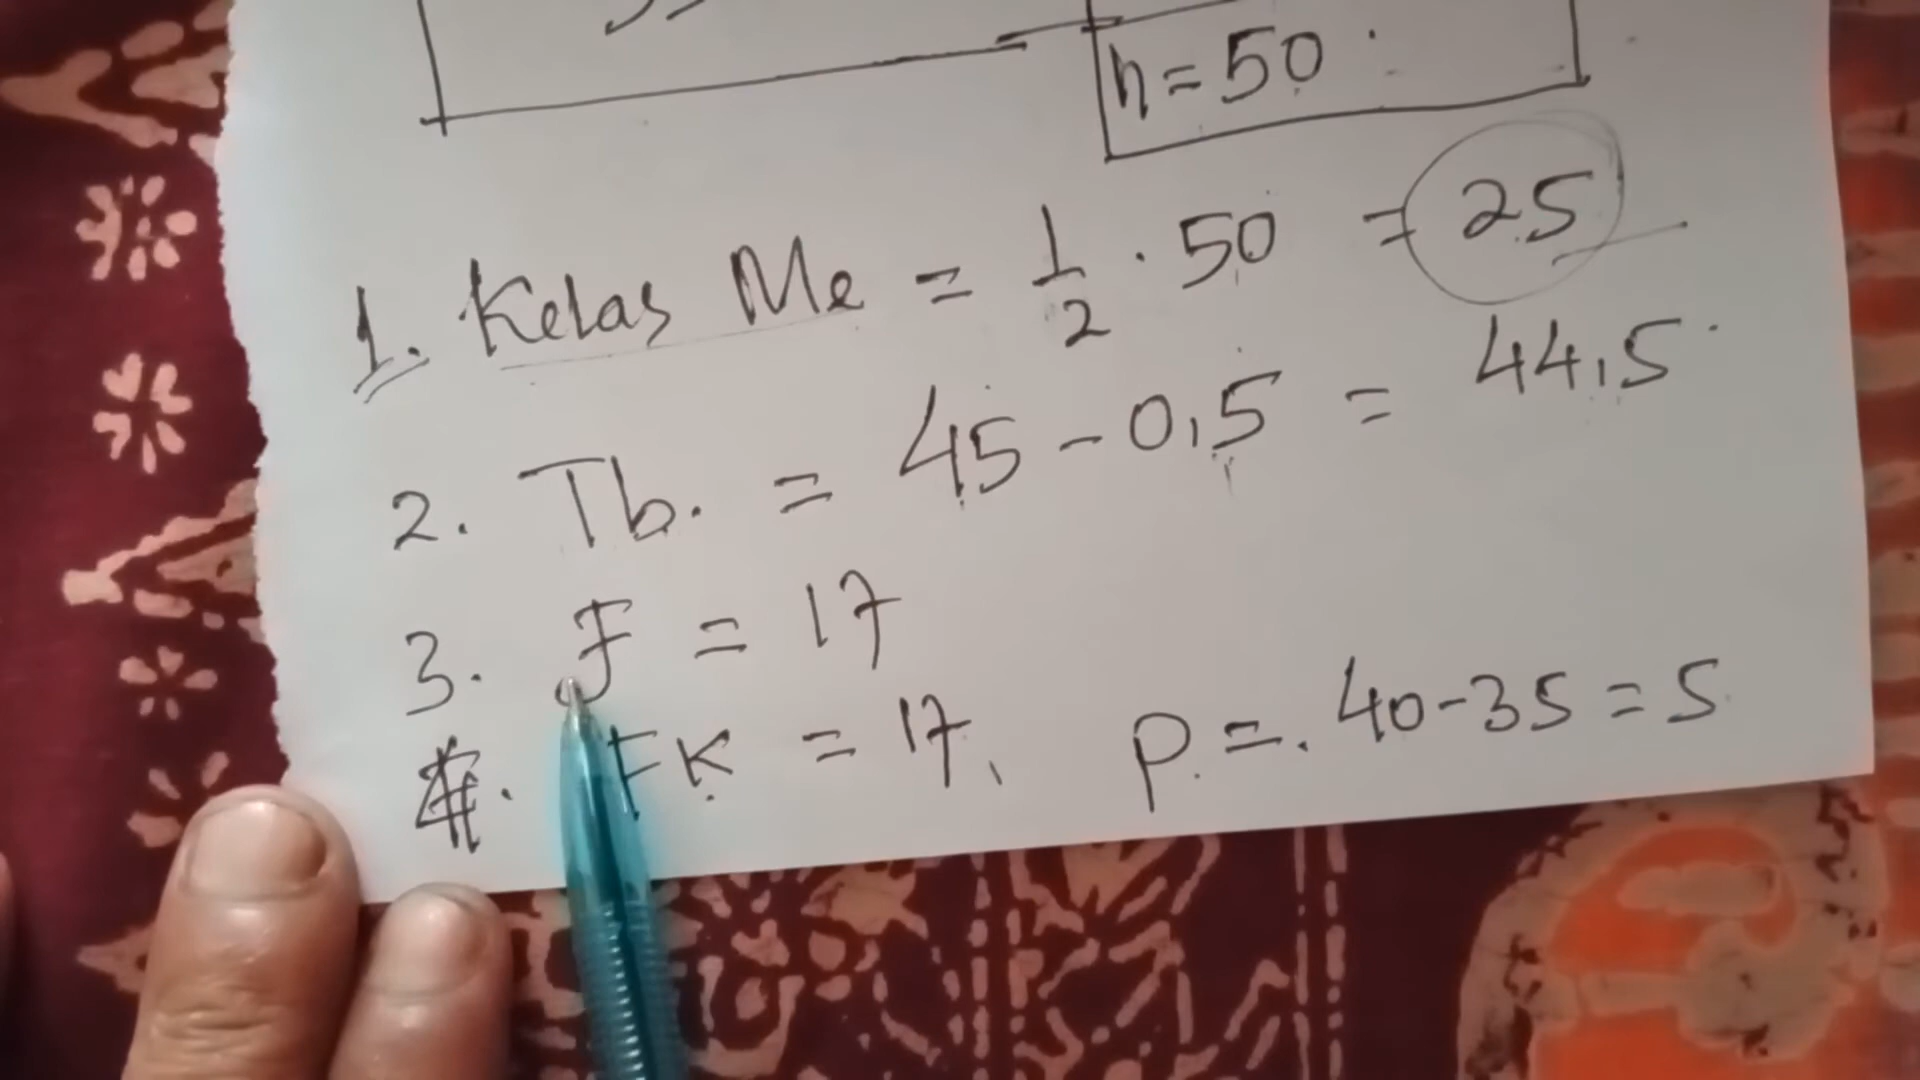 n = 50
1. Kelas Me = 1/2 . 50 = 25
2. Tb. = 45 - 0,5 = 44,5
3. F = 17
4. FK = 17, p = 40 - 35 = 5